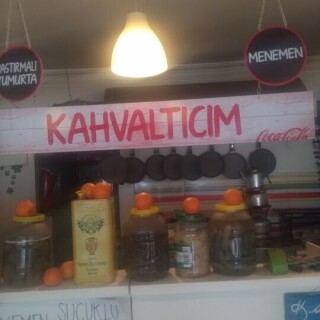 PASTIRMALI
YUMURTA
MENEMEN
KAHVALTICIM
Coca-Cola
MENEMEN SUCUKLU